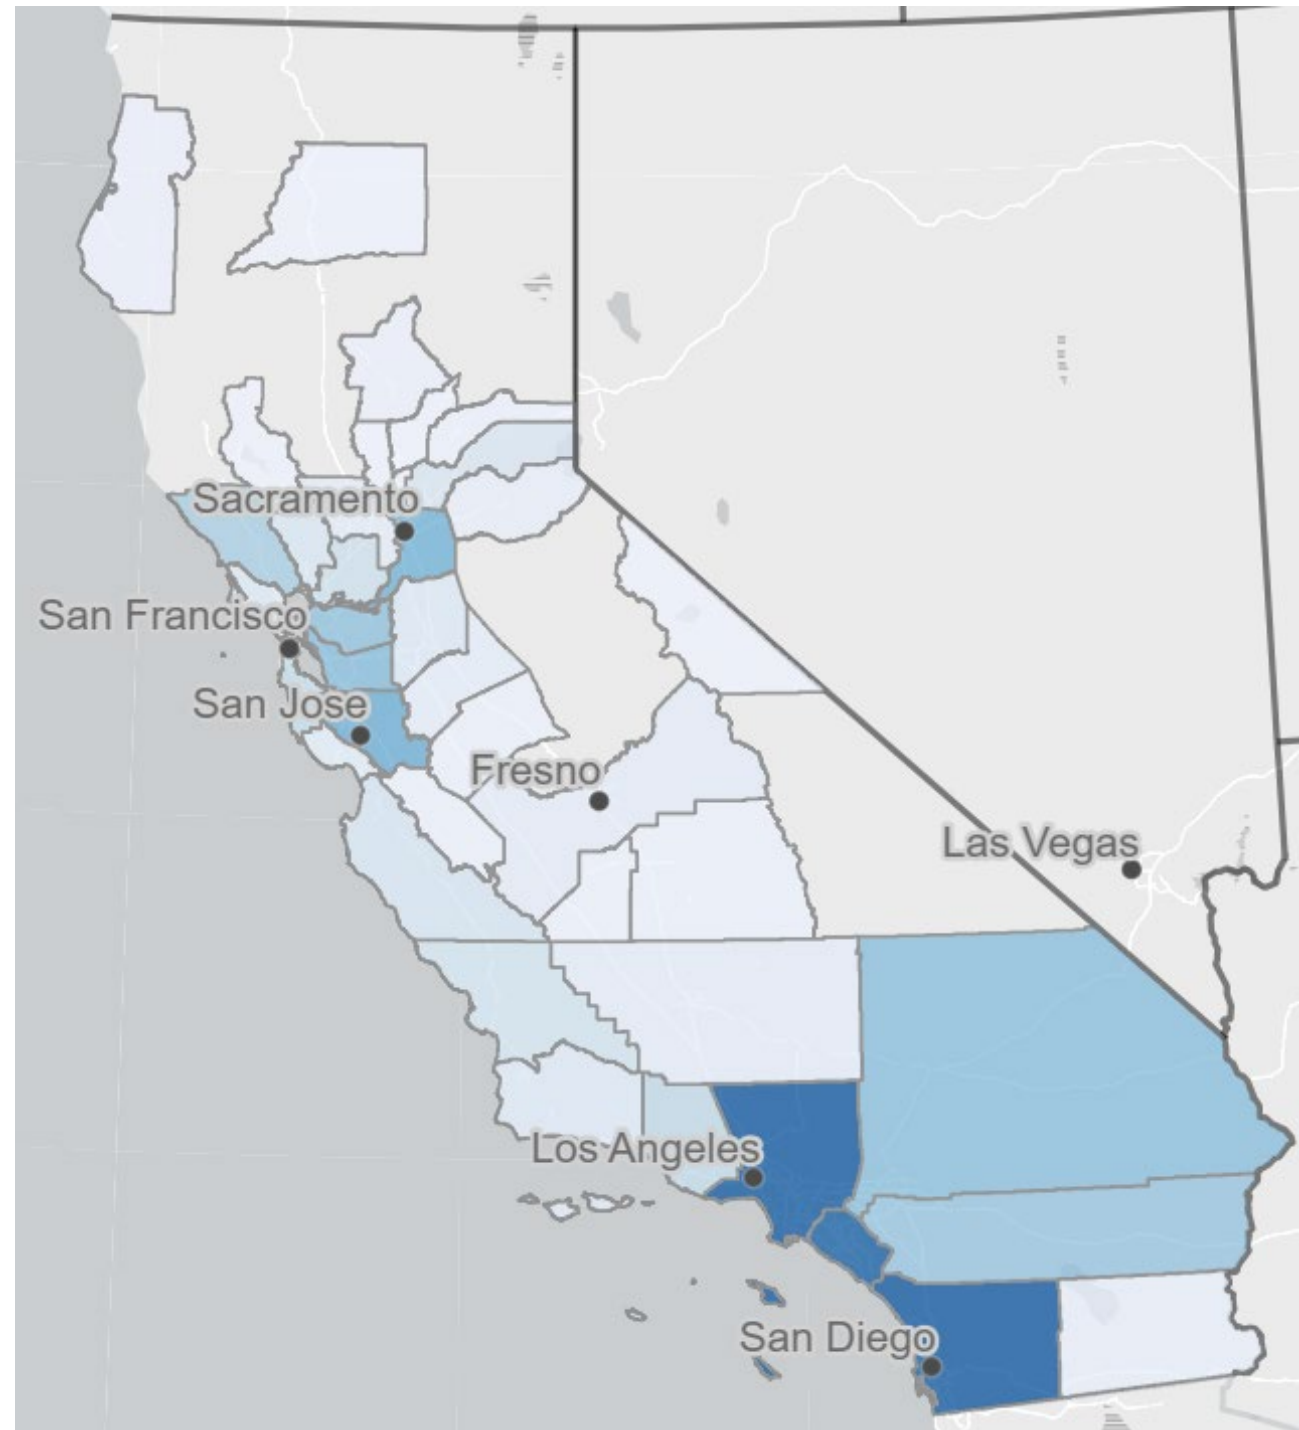 Sacramento
San Francisco
San Jose
Fresno
Las Vegas
Los Angeles
San Diego